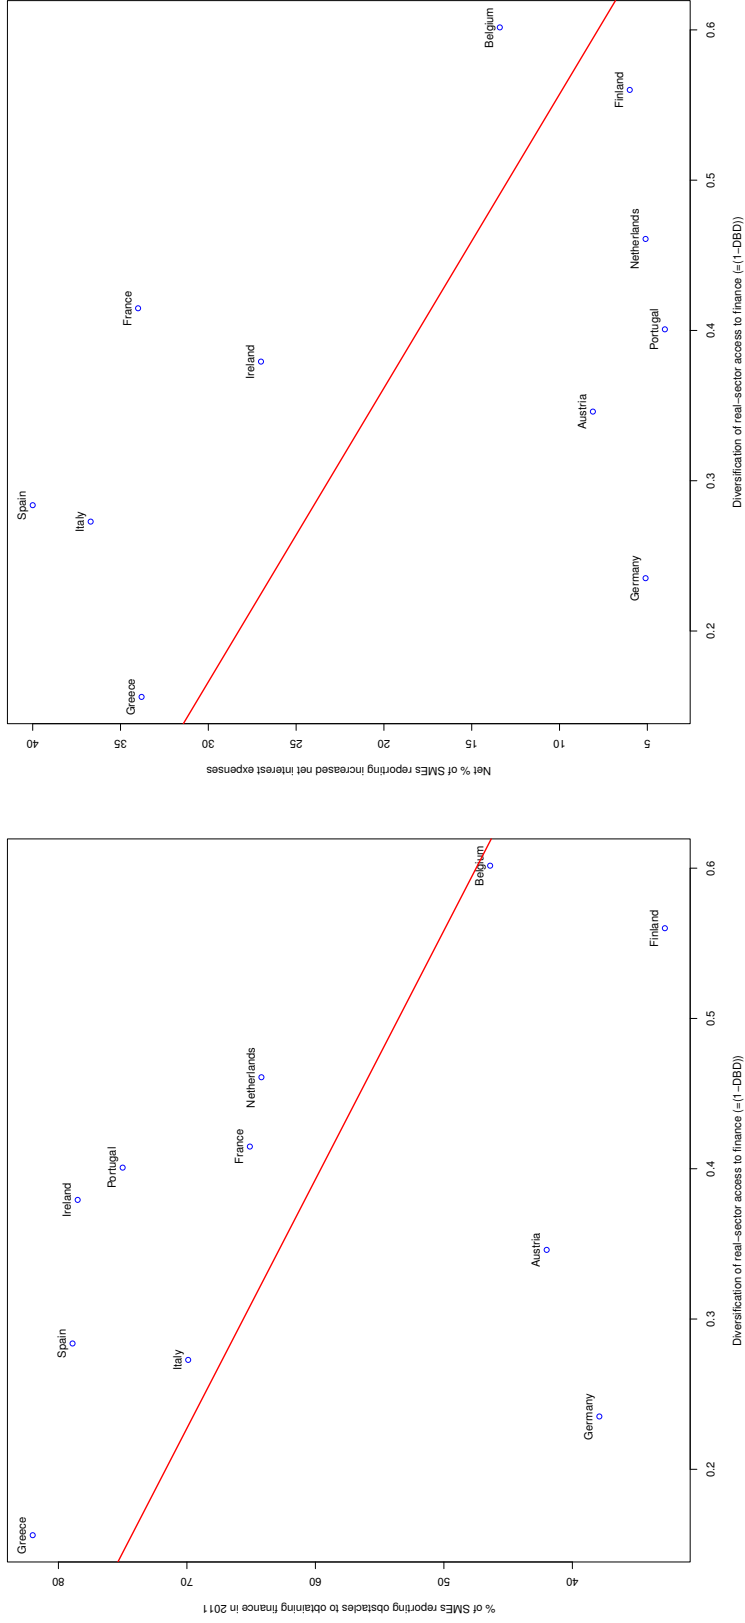 % of SMEs reporting obstacles to obtaining finance in 2011
80
70
60
50
40
Greece
Spain
Ireland
Portugal
Italy
France
Netherlands
Belgium
Austria
Germany
Finland
0.2
0.3
0.4
0.5
0.6
Diversification of real−sector access to finance (=(1−DBD))
Net % of SMEs reporting increased net interest expenses
40
35
30
25
20
15
10
5
Spain
Italy
France
Greece
Ireland
Belgium
Austria
Finland
Germany
Netherlands
Portugal
0.2
0.3
0.4
0.5
0.6
Diversification of real−sector access to finance (=(1−DBD))